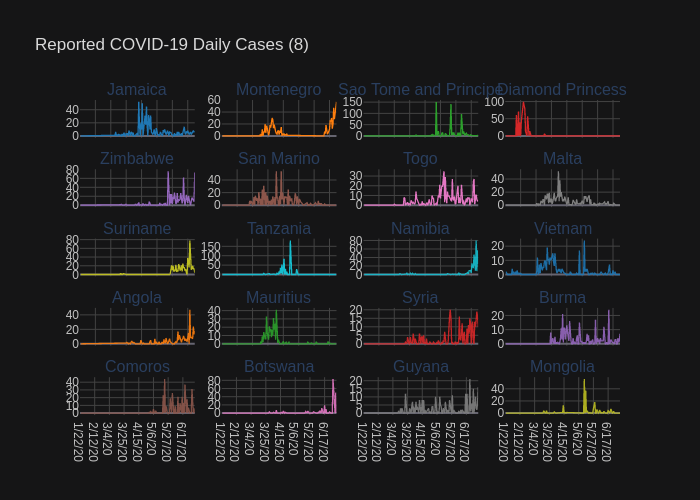 Reported COVID-19 Daily Cases (8)
Jamaica Montenegro Sao Tome and Principe Diamond Princess
40 20 0 60 40 20 0 150 100 50 0 100 50 0
Zimbabwe San Marino Togo Malta
80 60 40 20 0 40 20 0 30 20 10 0 40 20 0
Suriname Tanzania Namibia Vietnam
80 60 40 20 0 150 100 50 0 80 60 40 20 0 20 10 0
Angola Mauritius Syria Burma
40 20 0 40 30 20 10 0 20 15 10 5 0 20 10 0
Comoros Botswana Guyana Mongolia
40 30 20 10 0 80 60 40 20 0 20 15 10 5 0 40 20 0
1/22/20 2/12/20 3/4/20 3/25/20 4/15/20 5/6/20 5/27/20 6/17/20 1/22/20 2/12/20 3/4/20 3/25/20 4/15/20 5/6/20 5/27/20 6/17/20 1/22/20 2/12/20 3/4/20 3/25/20 4/15/20 5/6/20 5/27/20 6/17/20 1/22/20 2/12/20 3/4/20 3/25/20 4/15/20 5/6/20 5/27/20 6/17/20